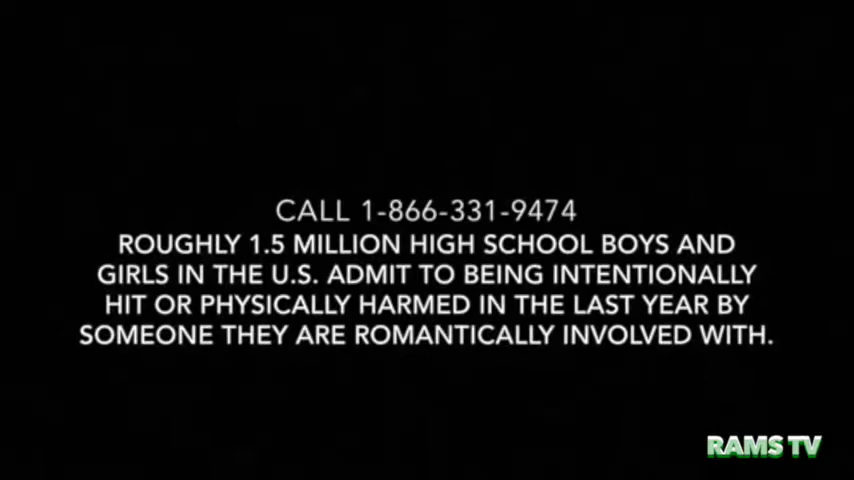 CALL 1-866-331-9474
ROUGHLY 1.5 MILLION HIGH SCHOOL BOYS AND
GIRLS IN THE U.S. ADMIT TO BEING INTENTIONALLY
HIT OR PHYSICALLY HARMED IN THE LAST YEAR BY
SOMEONE THEY ARE ROMANTICALLY INVOLVED WITH.
RAMS TV